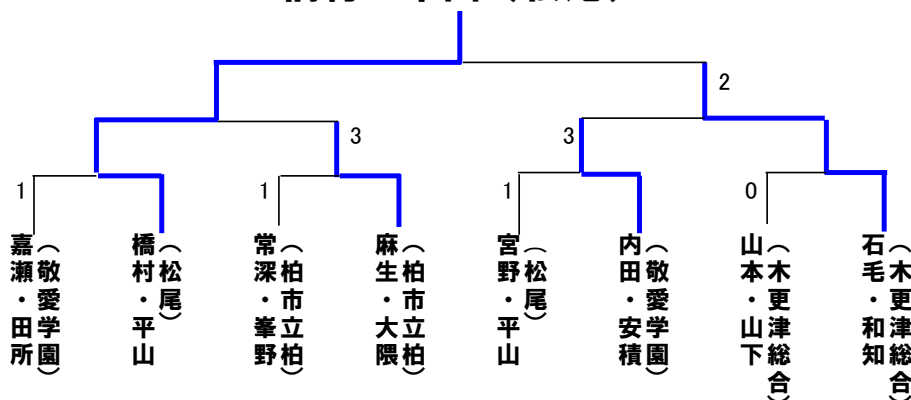 2
3
3
1
1
1
0
（敬愛学園）
嘉瀬・田所
（松尾）
橋村・平山
（柏市立柏）
常深・峯野
（柏市立柏）
麻生・大隈
（松尾）
宮野・平山
（敬愛学園）
内田・安積
（木更津総合）
山本・山下
（木更津総合）
石毛・和知